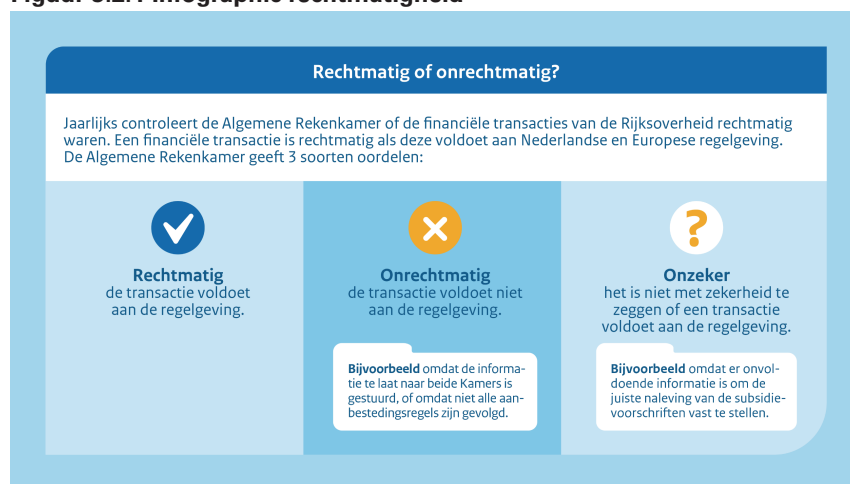 Rechtmatig of onrechtmatig?
Jaarlijks controleert de Algemene Rekenkamer of de financiële transacties van de Rijksoverheid rechtmatig
waren. Een financiële transactie is rechtmatig als deze voldoet aan Nederlandse en Europese regelgeving.
De Algemene Rekenkamer geeft 3 soorten oordelen:
Rechtmatig
de transactie voldoet
aan de regelgeving.
Onrechtmatig
de transactie voldoet niet
aan de regelgeving.
Bijvoorbeeld omdat de informa-
tie te laat naar beide Kamers is
gestuurd, of omdat niet alle aan-
bestedingsregels zijn gevolgd.
?
Onzeker
het is niet met zekerheid te
zeggen of een transactie
voldoet aan de regelgeving.
Bijvoorbeeld omdat er onvol-
doende informatie is om de
juiste naleving van de subsidie-
voorschriften vast te stellen.